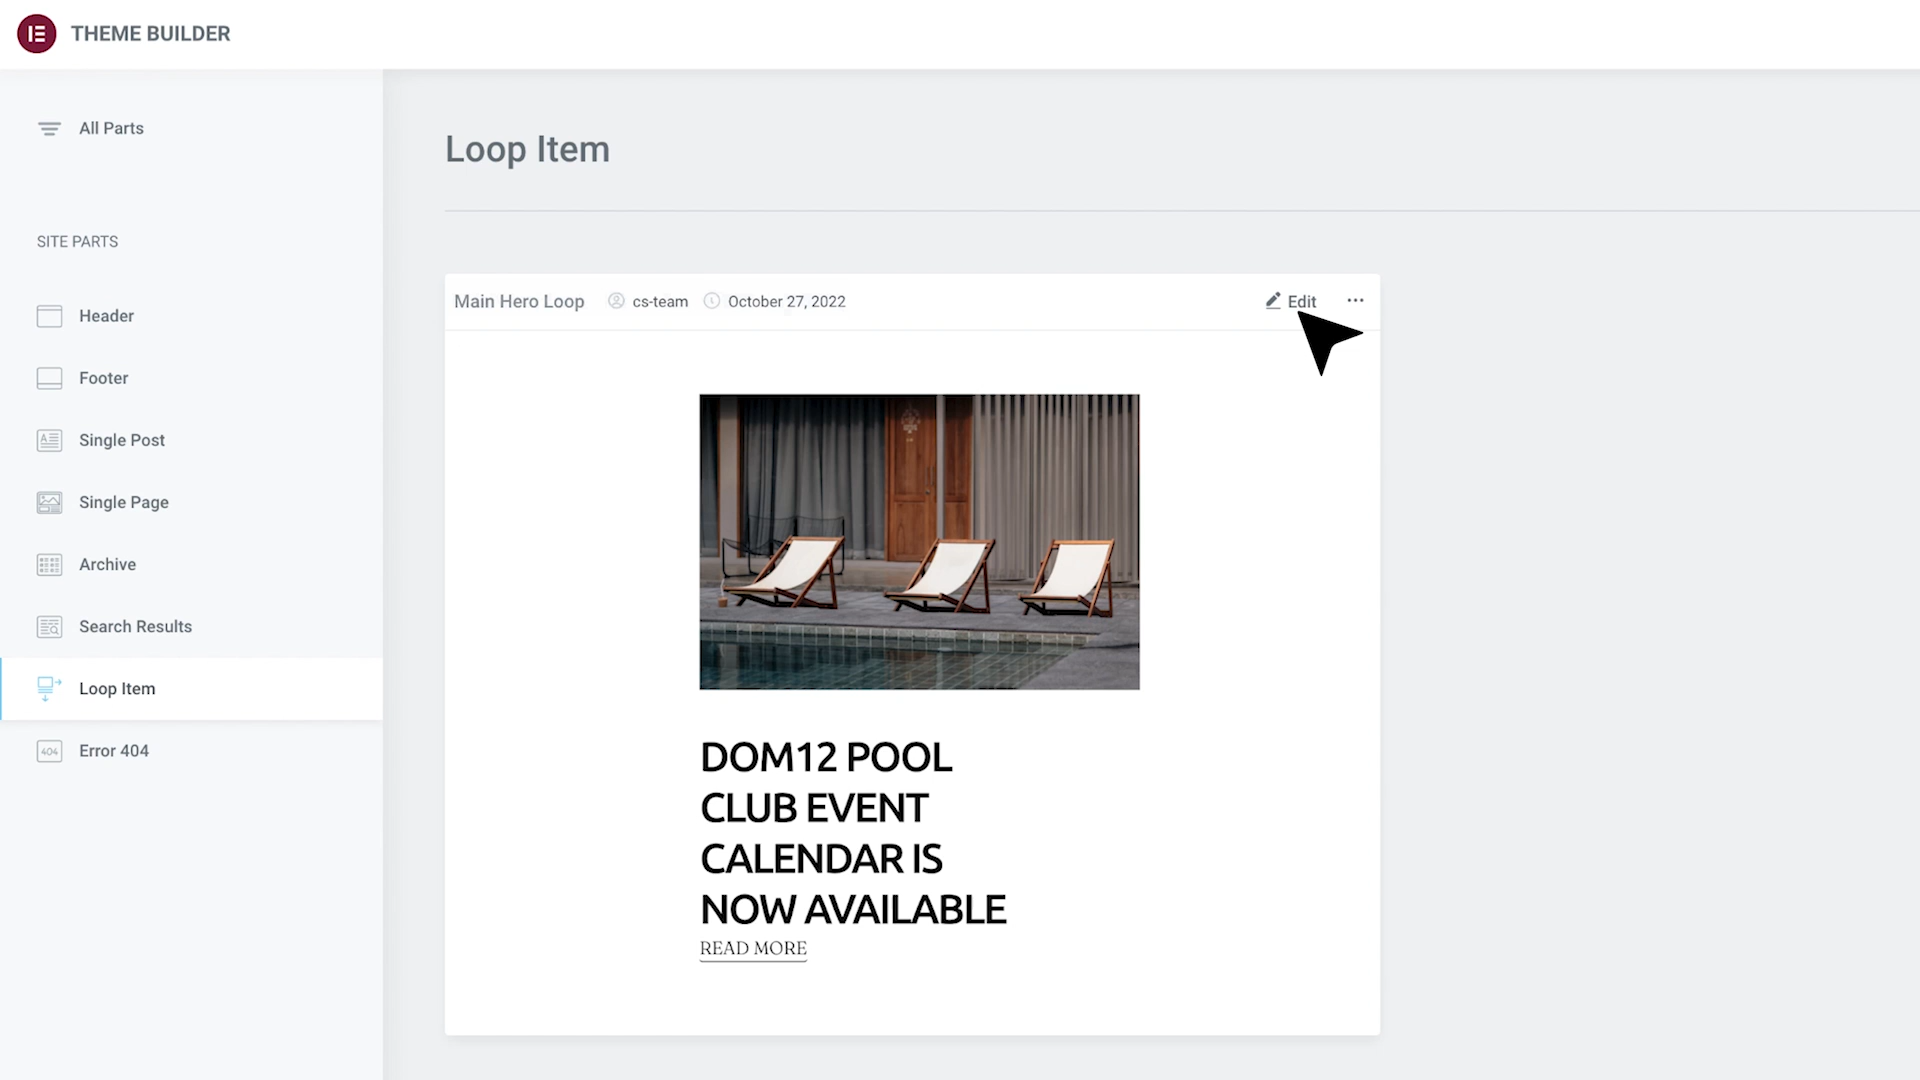 THEME BUILDER
All Parts
SITE PARTS
Header
Footer
Single Post
Single Page
Archive
Search Results
Loop Item
404 Error 404
Loop Item
Main Hero Loop cs-team October 27, 2022 Edit
DOM12 POOL
CLUB EVENT
CALENDAR IS
NOW AVAILABLE
READ MORE